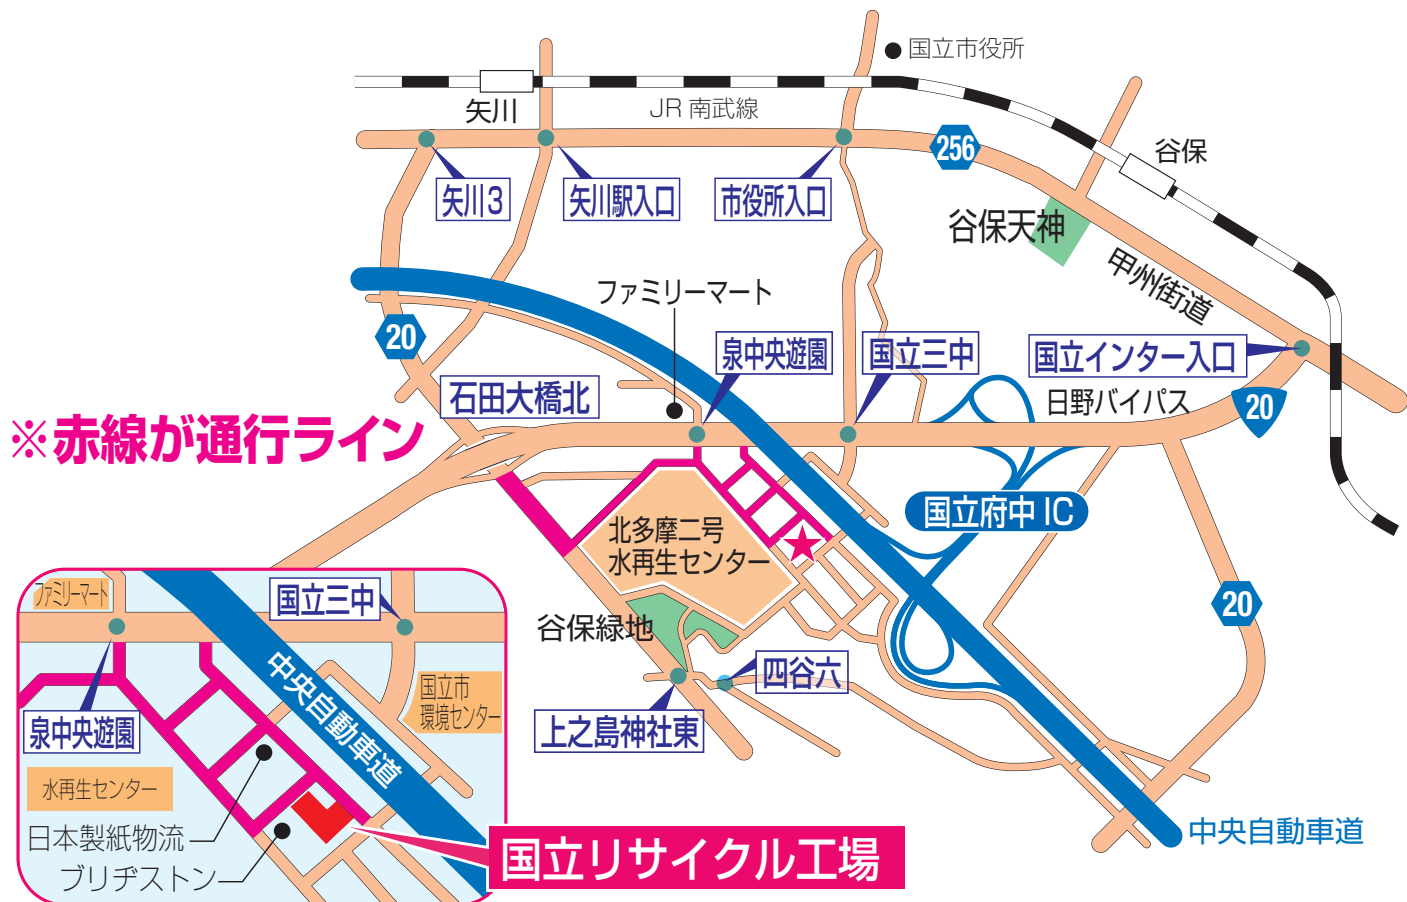 国立市役所
矢川
JR 南武線
256
谷保
矢川3
矢川駅入口
市役所入口
谷保天神
甲州街道
ファミリーマート
20
泉中央遊園
国立三中
国立インター入口
石田大橋北
日野バイパス
20
※赤線が通行ライン
国立府中 IC
北多摩二号
水再生センター
20
谷保緑地
四谷六
上之島神社東
中央自動車道
ファミリーマート
国立三中
中央自動車道
国立市
環境センター
泉中央遊園
水再生センター
日本製紙物流
ブリヂストン
国立リサイクル工場